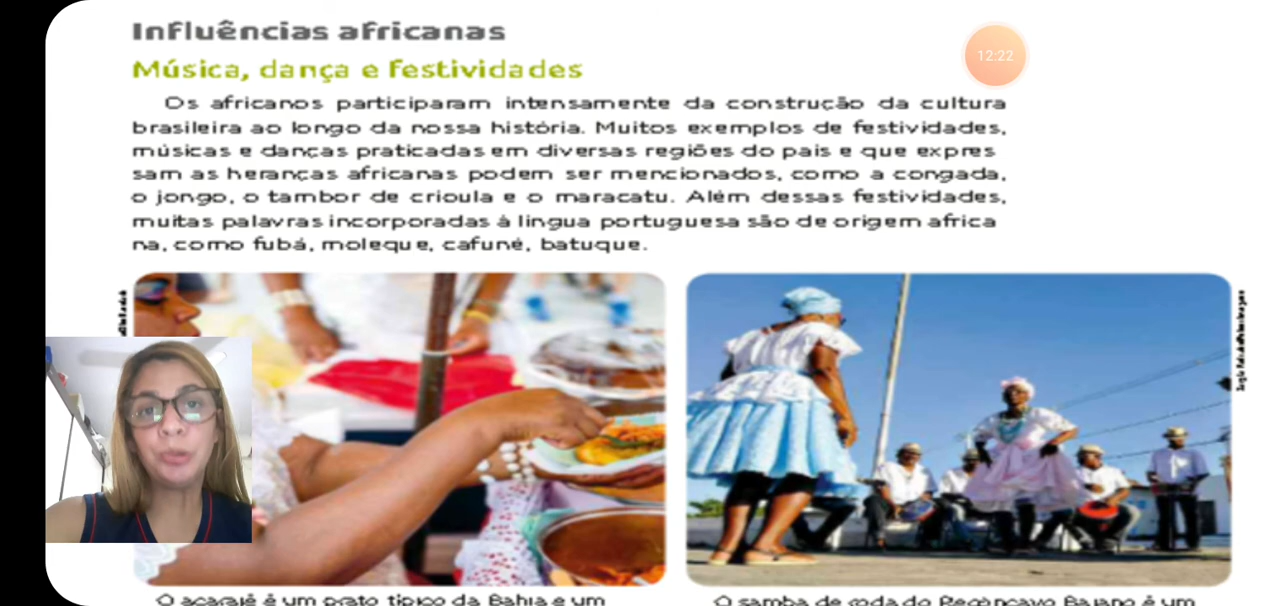 Influências africanas
12:22
Música, dança e festividades
Os africanos participaram intensamente da construção da cultura
brasileira ao longo da nossa história. Muitos exemplos de festividades,
músicas e danças praticadas em diversas regiões do país e que expres
sam as heranças africanas podem ser mencionados, como a congada,
o jongo, o tambor de crioula e o maracatu. Além dessas festividades,
muitas palavras incorporadas à língua portuguesa são de origem africa
na, como fubá, moleque, cafuné, batuque.
O acarajé é um prato típico da Bahia e um
O samba de roda do Recôncavo Baiano é um